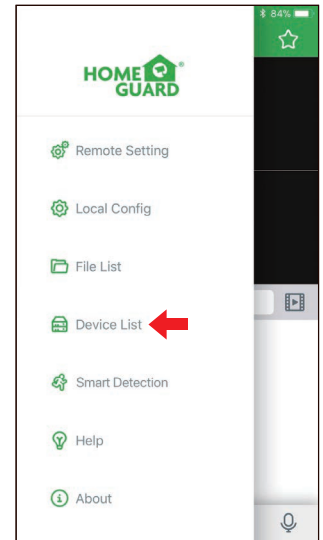 84%
HOME
GUARD®
Remote Setting
Local Config
File List
Device List
Smart Detection
Help
About